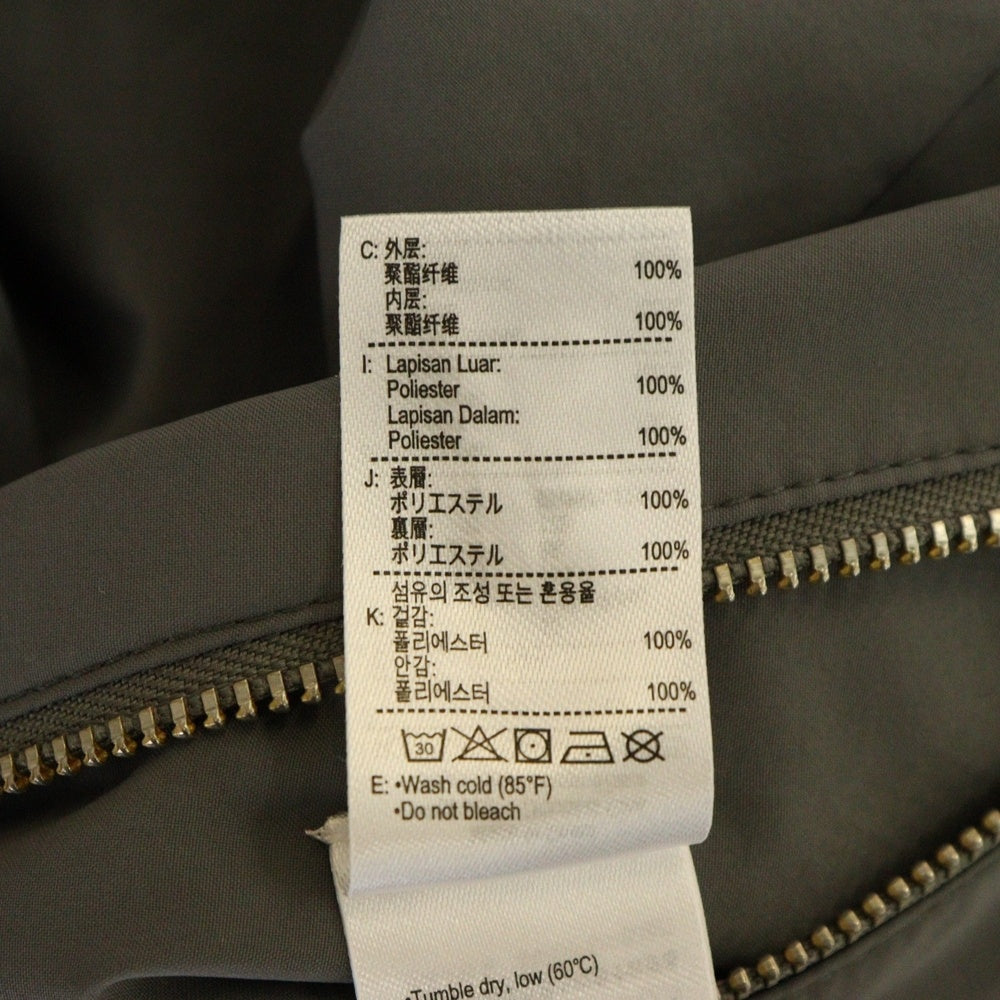 C: 外层:
聚酯纤维 100%
内层:
聚酯纤维 100%
I: Lapisan Luar:
Poliester 100%
Lapisan Dalam:
Poliester 100%
J: 表層:
ポリエステル 100%
裏層:
ポリエステル 100%
섬유의 조성 또는 혼용율
K: 겉감:
폴리에스터 100%
안감:
폴리에스터 100%
30
E: •Wash cold (85°F)
•Do not bleach
•Tumble dry, low (60°C)